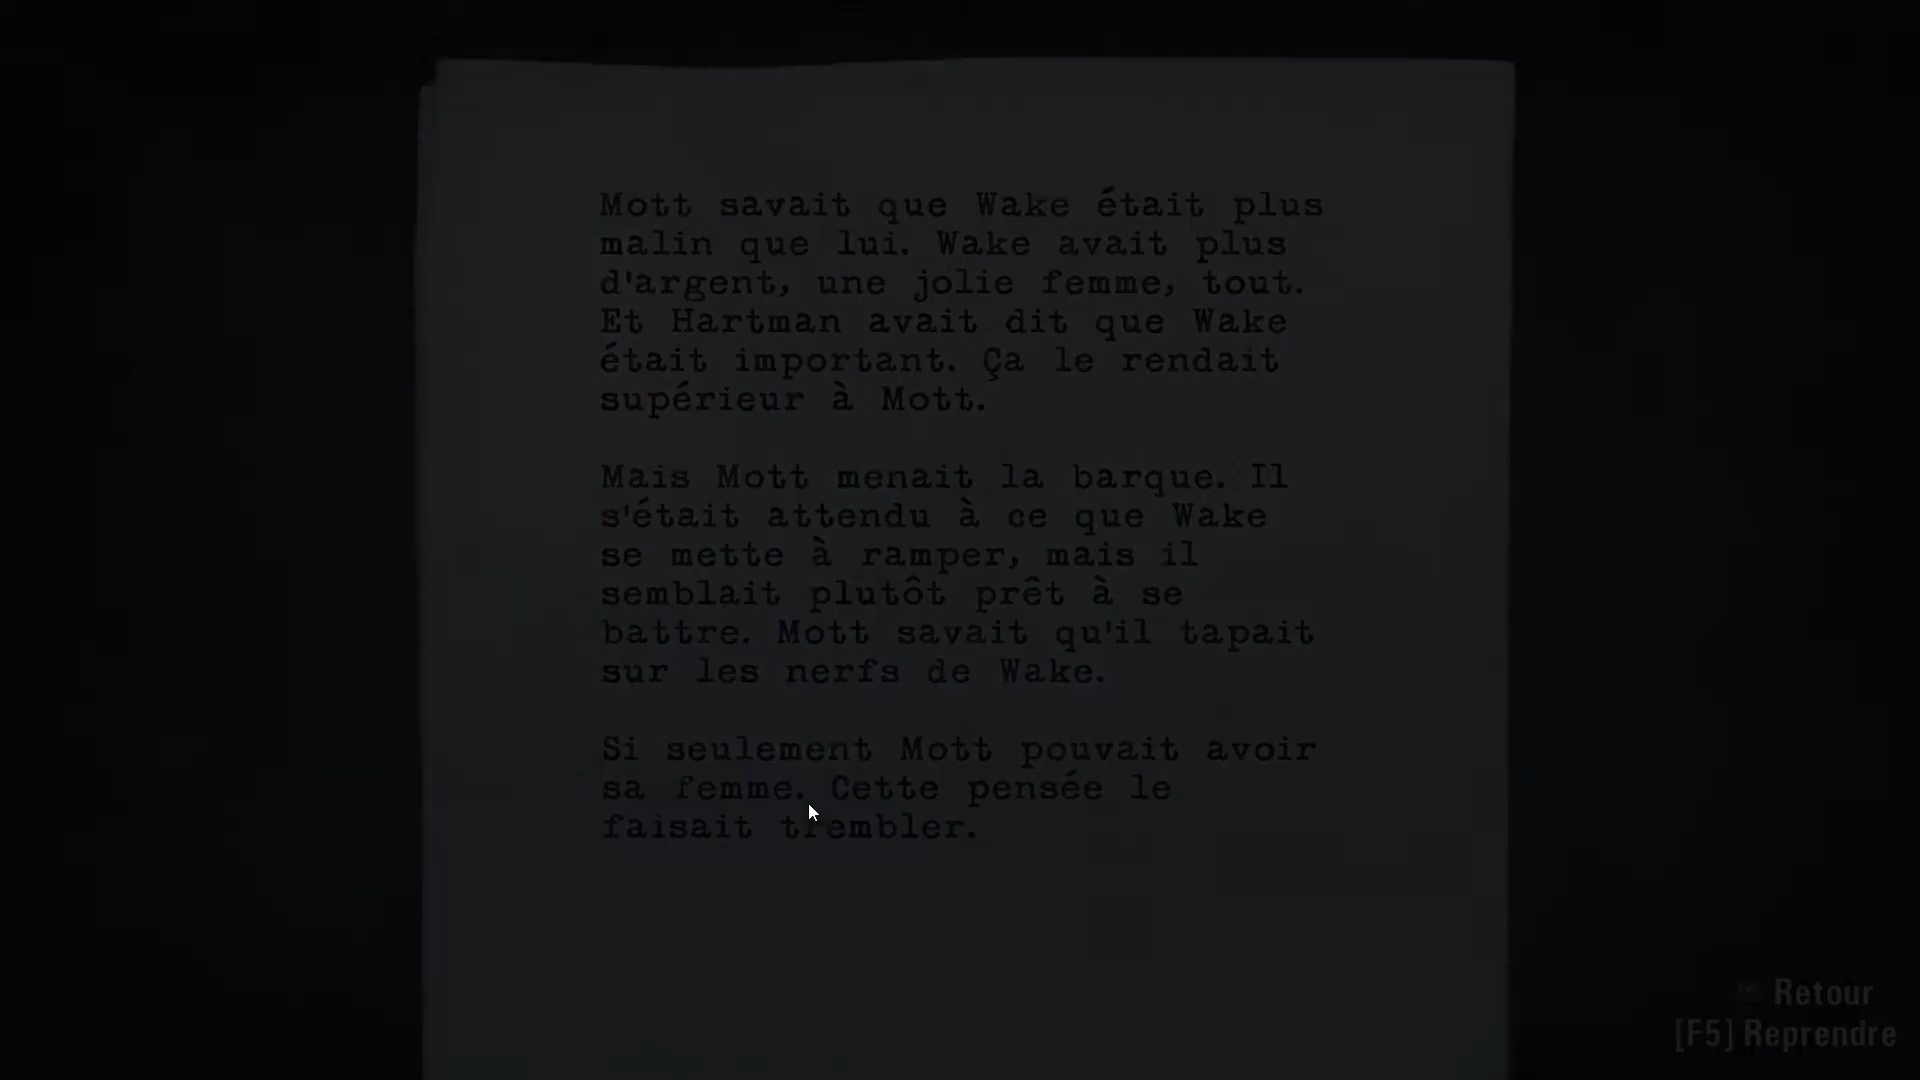 Mott savait que Wake était plus
malin que lui. Wake avait plus
d'argent, une jolie femme, tout.
Et Hartman avait dit que Wake
était important. Ça le rendait
supérieur à Mott.
Mais Mott menait la barque. Il
s'était attendu à ce que Wake
se mette à ramper, mais il
semblait plutôt prêt à se
battre. Mott savait qu'il tapait
sur les nerfs de Wake.
Si seulement Mott pouvait avoir
sa femme. Cette pensée le
faisait trembler.
Retour
[F5] Reprendre